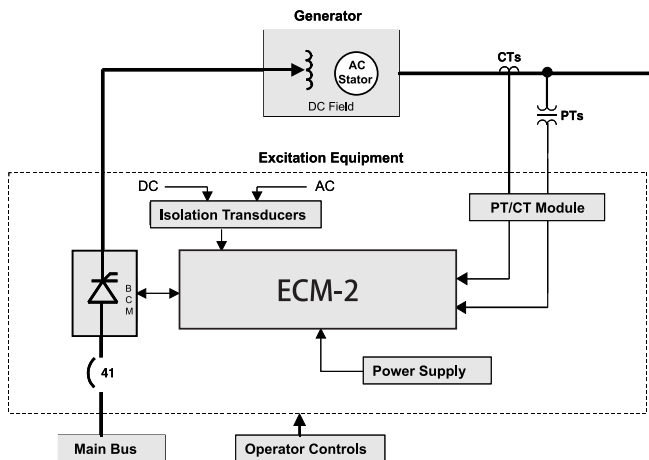 Generator
CTs
AC
Stator
DC Field
PTs
Excitation Equipment
DC
AC
Isolation Transducers
PT/CT Module
B
C
M
ECM-2
41
Power Supply
Main Bus
Operator Controls